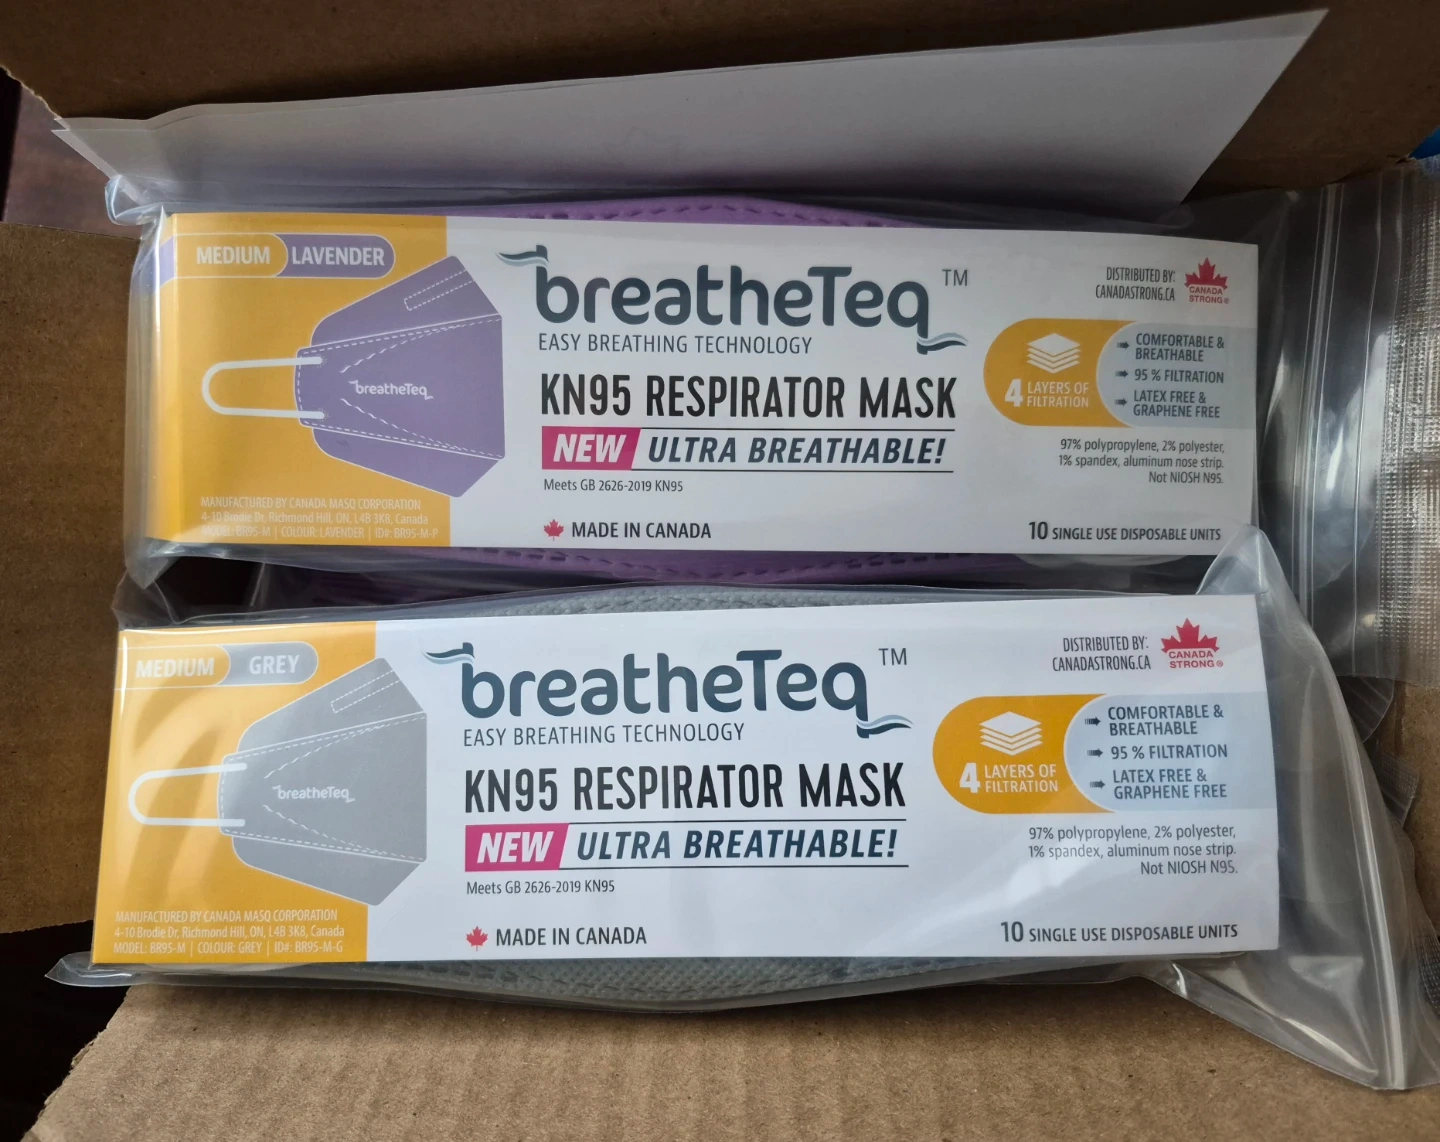 MEDIUM LAVENDER
breatheTeq
breatheTeq TM
EASY BREATHING TECHNOLOGY
KN95 RESPIRATOR MASK
NEW ULTRA BREATHABLE!
Meets GB 2626-2019 KN95
MADE IN CANADA
DISTRIBUTED BY:
CANADASTRONG.CA
CANADA
STRONG®
4 LAYERS OF
FILTRATION
COMFORTABLE &
BREATHABLE
95 % FILTRATION
LATEX FREE &
GRAPHENE FREE
97% polypropylene, 2% polyester,
1% spandex, aluminum nose strip.
Not NIOSH N95.
10 SINGLE USE DISPOSABLE UNITS
MANUFACTURED BY CANADA MASQ CORPORATION
4-10 Brodie Dr, Richmond Hill, ON, L4B 3K8, Canada
MODEL: BR95-M | COLOUR: LAVENDER | ID#: BR95-M-P
MEDIUM GREY
breatheTeq
breatheTeq TM
EASY BREATHING TECHNOLOGY
KN95 RESPIRATOR MASK
NEW ULTRA BREATHABLE!
Meets GB 2626-2019 KN95
MADE IN CANADA
DISTRIBUTED BY:
CANADASTRONG.CA
CANADA
STRONG®
4 LAYERS OF
FILTRATION
COMFORTABLE &
BREATHABLE
95 % FILTRATION
LATEX FREE &
GRAPHENE FREE
97% polypropylene, 2% polyester,
1% spandex, aluminum nose strip.
Not NIOSH N95.
10 SINGLE USE DISPOSABLE UNITS
MANUFACTURED BY CANADA MASQ CORPORATION
4-10 Brodie Dr, Richmond Hill, ON, L4B 3K8, Canada
MODEL: BR95-M | COLOUR: GREY | ID#: BR95-M-G